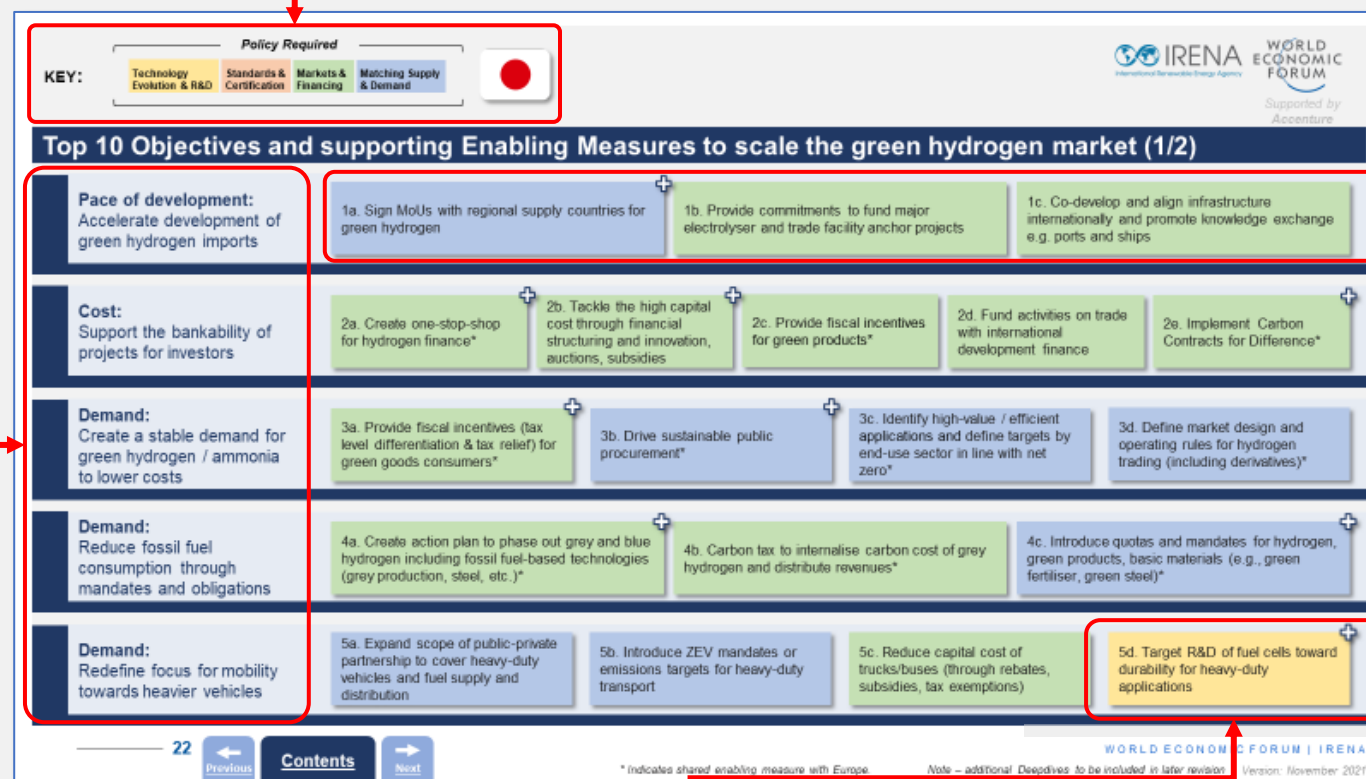 Policy Required
KEY:
Technology
Evolution & R&D
Standards &
Certification
Markets &
Financing
Matching Supply
& Demand
IRENA
International Renewable Energy Agency
WORLD
ECONOMIC
FORUM
Supported by
Accenture
Top 10 Objectives and supporting Enabling Measures to scale the green hydrogen market (1/2)
Pace of development:
Accelerate development of
green hydrogen imports
1a. Sign MoUs with regional supply countries for
green hydrogen
1b. Provide commitments to fund major
electrolyser and trade facility anchor projects
1c. Co-develop and align infrastructure
internationally and promote knowledge exchange
e.g. ports and ships
Cost:
Support the bankability of
projects for investors
2a. Create one-stop-shop
for hydrogen finance*
2b. Tackle the high capital
cost through financial
structuring and innovation,
auctions, subsidies
2c. Provide fiscal incentives
for green products*
2d. Fund activities on trade
with international
development finance
2e. Implement Carbon
Contracts for Difference*
Demand:
Create a stable demand for
green hydrogen / ammonia
to lower costs
3a. Provide fiscal incentives (tax
level differentiation & tax relief) for
green goods consumers*
3b. Drive sustainable public
procurement*
3c. Identify high-value / efficient
applications and define targets by
end-use sector in line with net
zero*
3d. Define market design and
operating rules for hydrogen
trading (including derivatives)*
Demand:
Reduce fossil fuel
consumption through
mandates and obligations
4a. Create action plan to phase out grey and blue
hydrogen including fossil fuel-based technologies
(grey production, steel, etc.)*
4b. Carbon tax to internalise carbon cost of grey
hydrogen and distribute revenues*
4c. Introduce quotas and mandates for hydrogen,
green products, basic materials (e.g., green
fertiliser, green steel)*
Demand:
Redefine focus for mobility
towards heavier vehicles
5a. Expand scope of public-private
partnership to cover heavy-duty
vehicles and fuel supply and
distribution
5b. Introduce ZEV mandates or
emissions targets for heavy-duty
transport
5c. Reduce capital cost of
trucks/buses (through rebates,
subsidies, tax exemptions)
5d. Target R&D of fuel cells toward
durability for heavy-duty
applications
22
Previous
Contents
Next
WORLD ECONOMIC FORUM | IRENA
* Indicates shared enabling measure with Europe.
Note – additional Deepdives to be included in later revision
Version: November 2021